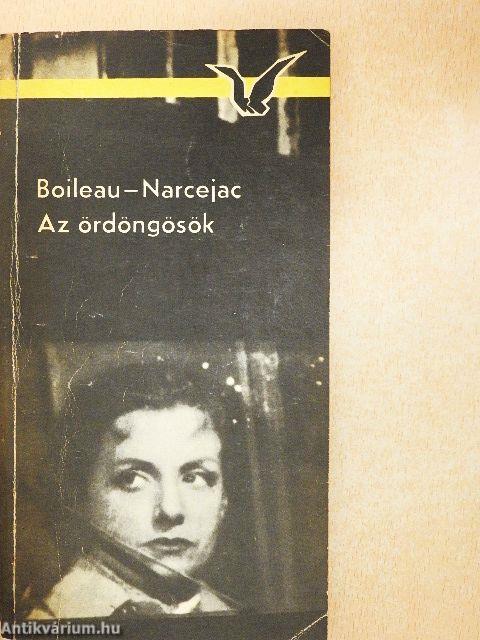 Boileau–Narcejac
Az ördöngösök
Antikvárium.hu